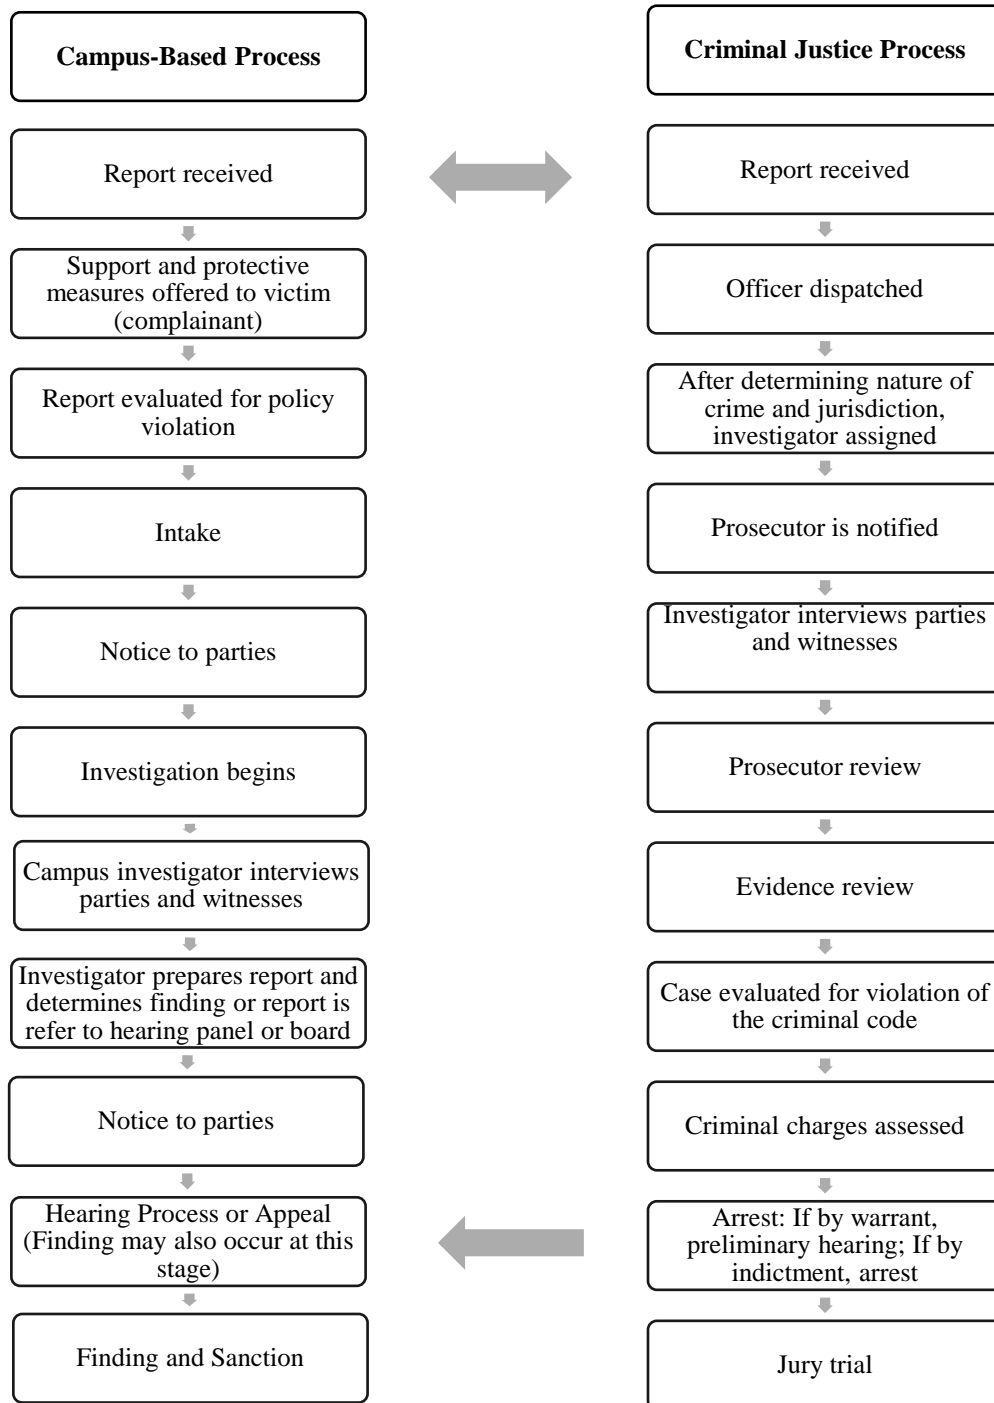 Campus-Based Process
Report received
Support and protective
measures offered to victim
(complainant)
Report evaluated for policy
violation
Intake
Notice to parties
Investigation begins
Campus investigator interviews
parties and witnesses
Investigator prepares report and
determines finding or report is
refer to hearing panel or board
Notice to parties
Hearing Process or Appeal
(Finding may also occur at this
stage)
Finding and Sanction
Criminal Justice Process
Report received
Officer dispatched
After determining nature of
crime and jurisdiction,
investigator assigned
Prosecutor is notified
Investigator interviews parties
and witnesses
Prosecutor review
Evidence review
Case evaluated for violation of
the criminal code
Criminal charges assessed
Arrest: If by warrant,
preliminary hearing; If by
indictment, arrest
Jury trial